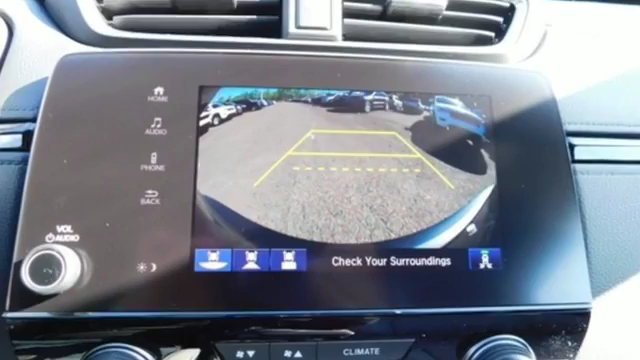 HOME
AUDIO
PHONE
BACK
VOL
AUDIO
Check Your Surroundings
CLIMATE